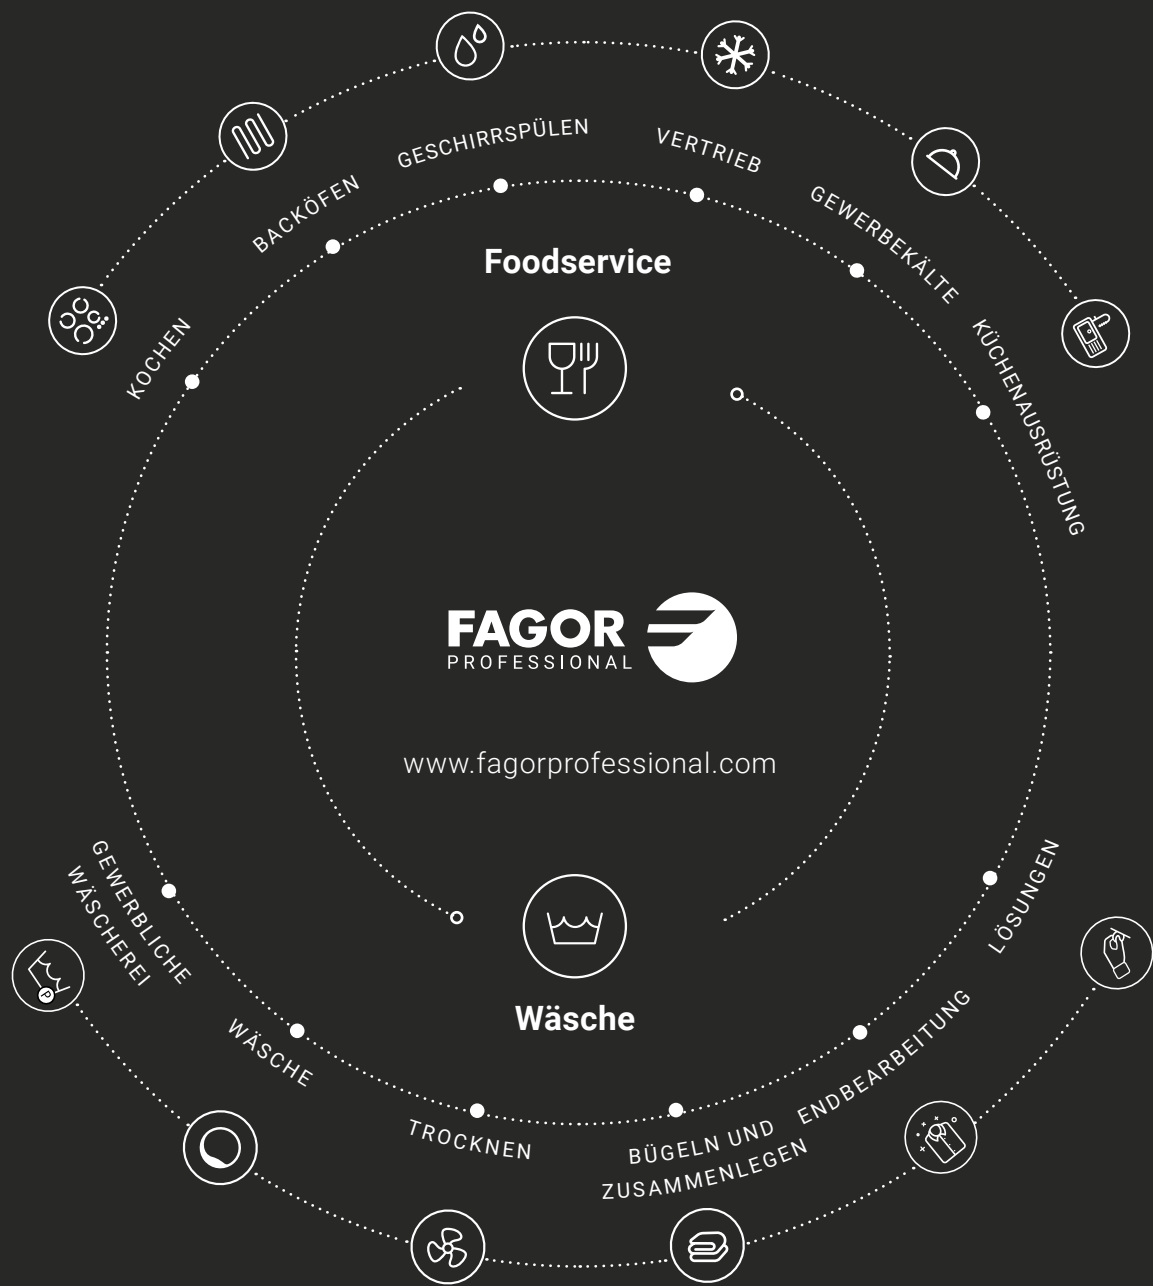 GESCHIRRSPÜLEN
VERTRIEB
BACKÖFEN
GEWERBEKÄLTE
KOCHEN
KÜCHENAUSRÜSTUNG
Foodservice
FAGOR
PROFESSIONAL
www.fagorprofessional.com
GEWERBLICHE
WÄSCHEREI
LÖSUNGEN
P
Wäsche
WÄSCHE
ENDBEARBEITUNG
TROCKNEN
BÜGELN UND
ZUSAMMENLEGEN